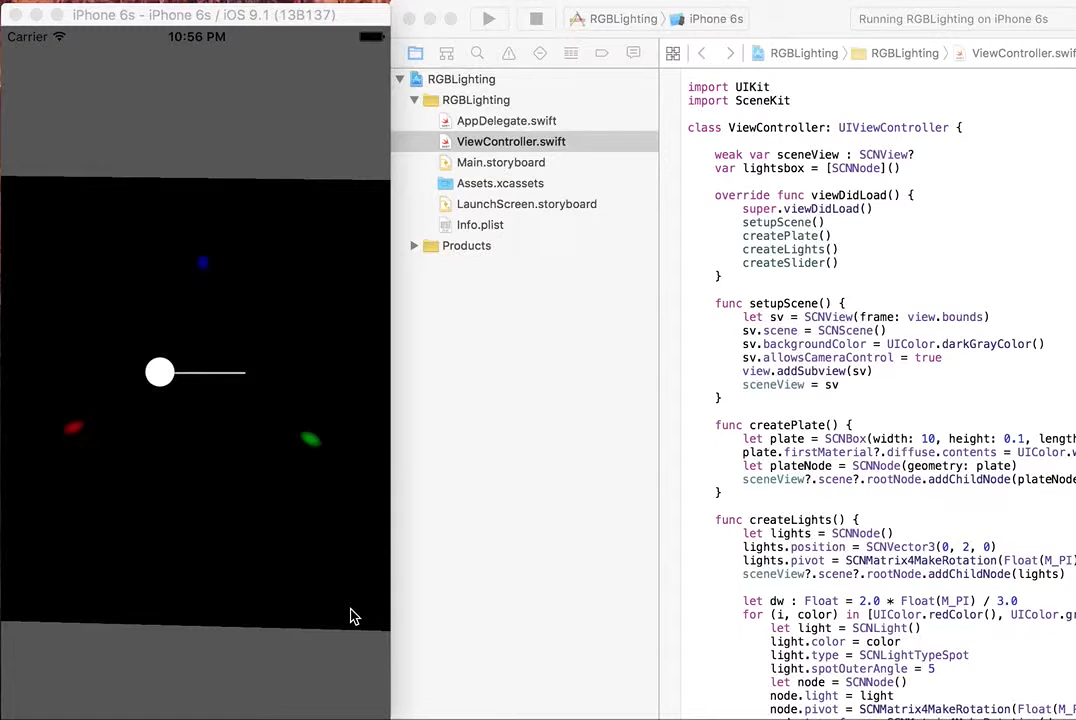 iPhone 6s - iPhone 6s / iOS 9.1 (13B137)
Carrier
10:56 PM
RGBLighting
iPhone 6s
Running RGBLighting on iPhone 6s
RGBLighting
RGBLighting
ViewController.swift
RGBLighting
RGBLighting
AppDelegate.swift
ViewController.swift
Main.storyboard
Assets.xcassets
LaunchScreen.storyboard
Info.plist
Products
import UIKit
import SceneKit
class ViewController: UIViewController {
weak var sceneView : SCNView?
var lightsbox = [SCNNode]()
override func viewDidLoad() {
super.viewDidLoad()
setupScene()
createPlate()
createLights()
createSlider()
}
func setupScene() {
let sv = SCNView(frame: view.bounds)
sv.scene = SCNScene()
sv.backgroundColor = UIColor.darkGrayColor()
sv.allowsCameraControl = true
view.addSubview(sv)
sceneView = sv
}
func createPlate() {
let plate = SCNBox(width: 10, height: 0.1, length
plate.firstMaterial?.diffuse.contents = UIColor.w
let plateNode = SCNNode(geometry: plate)
sceneView?.scene?.rootNode.addChildNode(plateNode
}
func createLights() {
let lights = SCNNode()
lights.position = SCNVector3(0, 2, 0)
lights.pivot = SCNMatrix4MakeRotation(Float(M_PI)
sceneView?.scene?.rootNode.addChildNode(lights)
let dw : Float = 2.0 * Float(M_PI) / 3.0
for (i, color) in [UIColor.redColor(), UIColor.gr
let light = SCNLight()
light.color = color
light.type = SCNLightTypeSpot
light.spotOuterAngle = 5
let node = SCNNode()
node.light = light
node.pivot = SCNMatrix4MakeRotation(Float(M_P